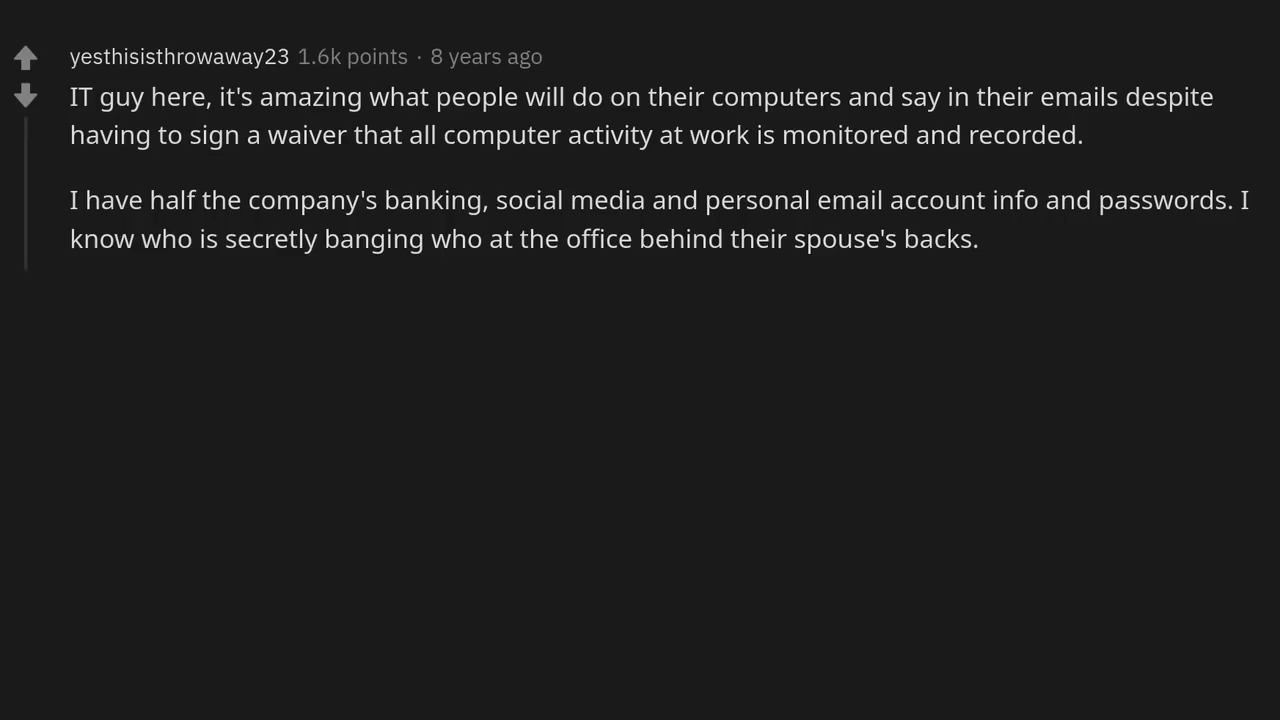 yesthisisthrowaway23 1.6k points · 8 years ago
IT guy here, it's amazing what people will do on their computers and say in their emails despite
having to sign a waiver that all computer activity at work is monitored and recorded.
I have half the company's banking, social media and personal email account info and passwords. I
know who is secretly banging who at the office behind their spouse's backs.